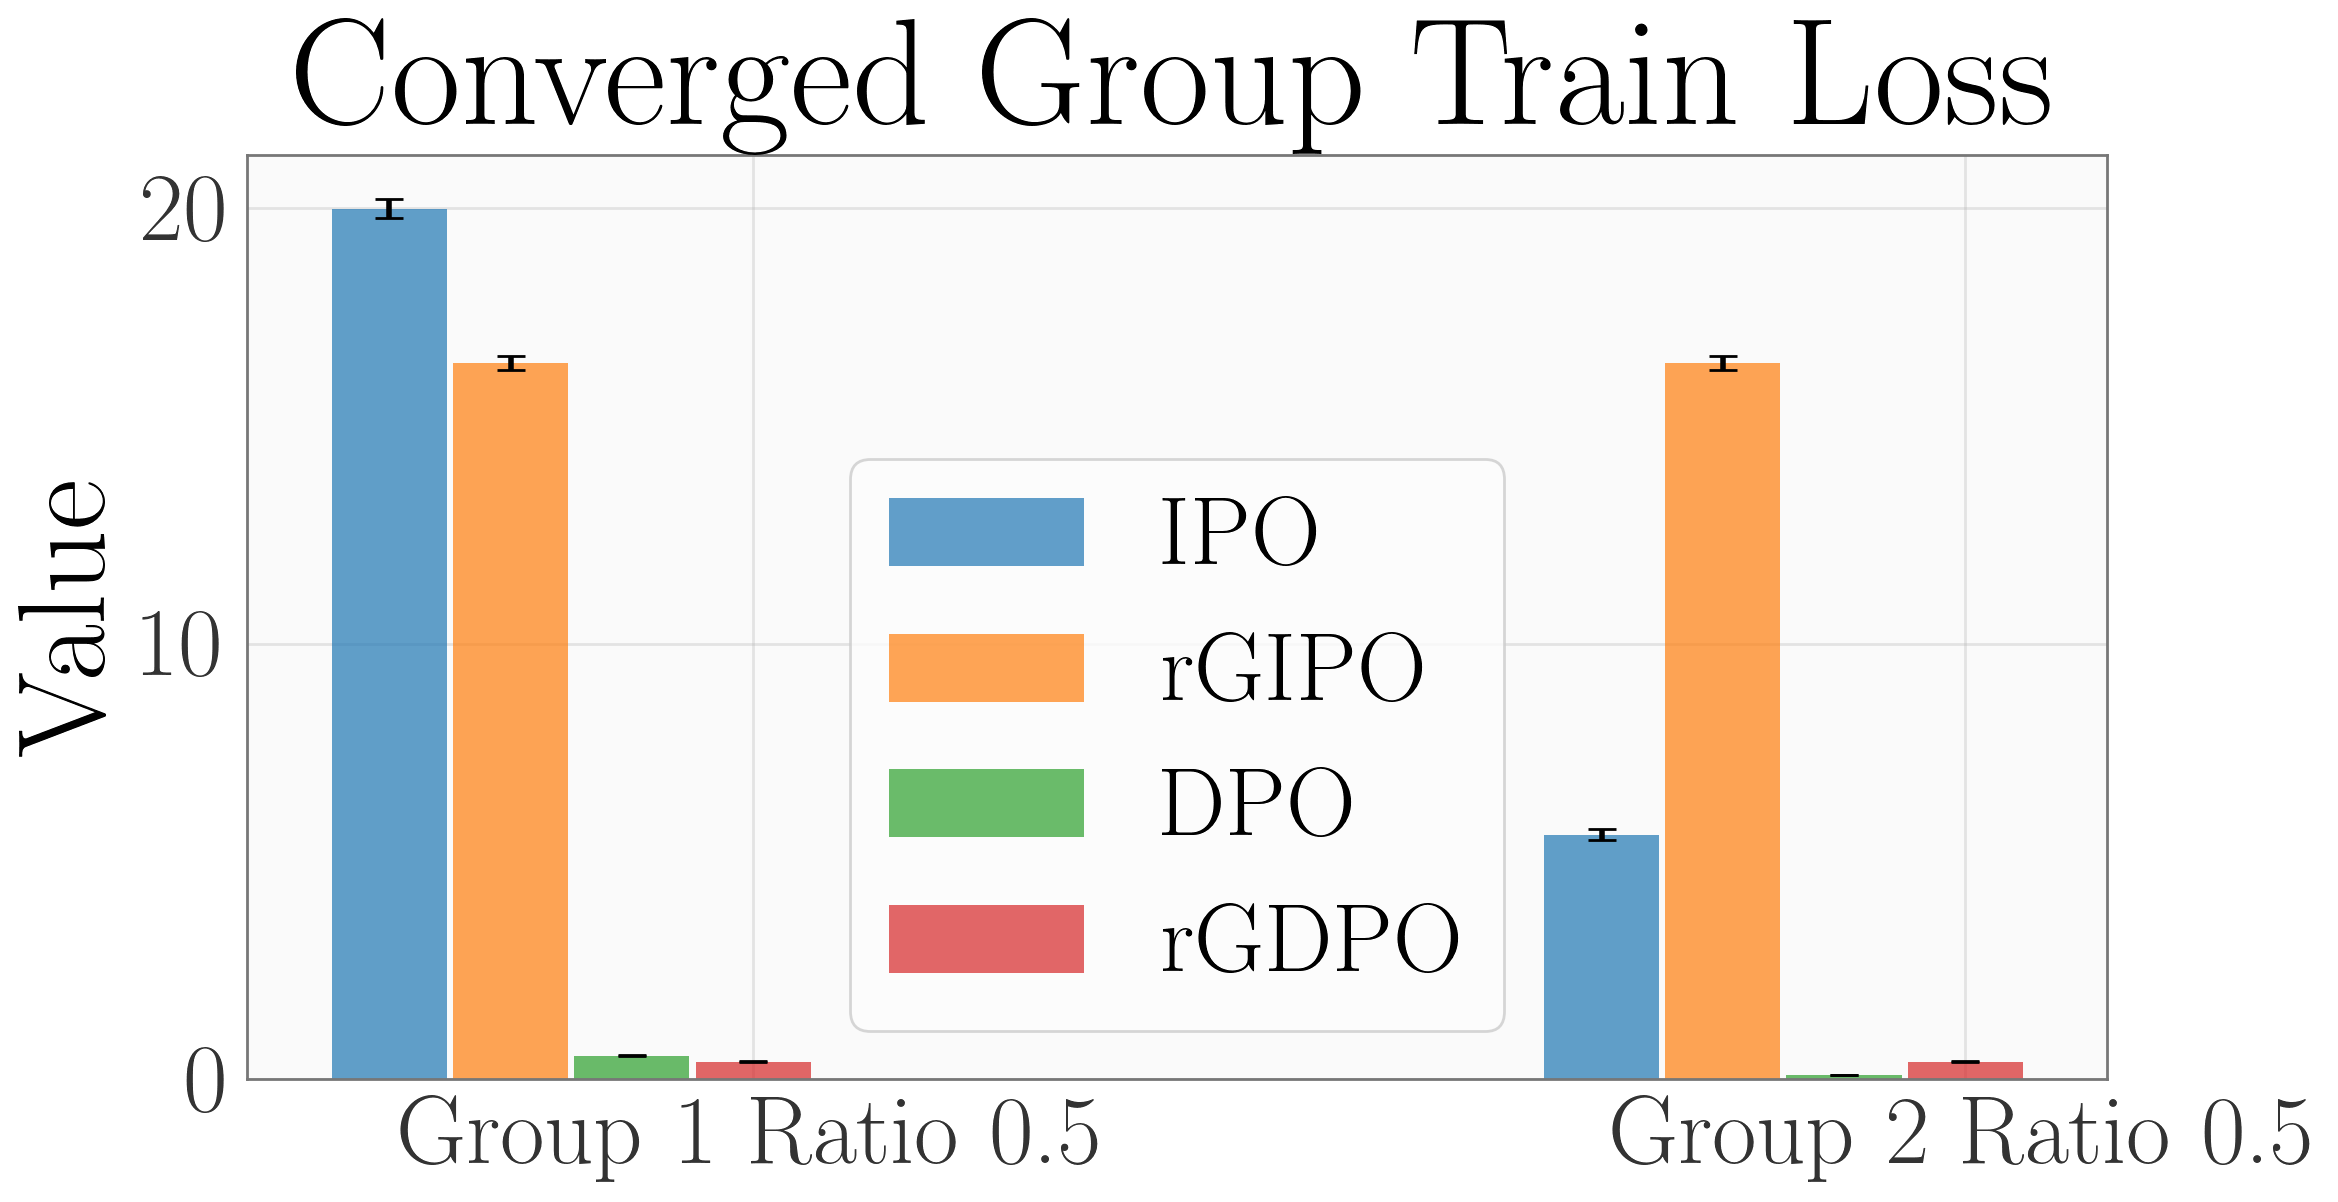 Converged Group Train Loss
Value
20
10
0
IPO
rGIPO
DPO
rGDPO
Group 1 Ratio 0.5
Group 2 Ratio 0.5